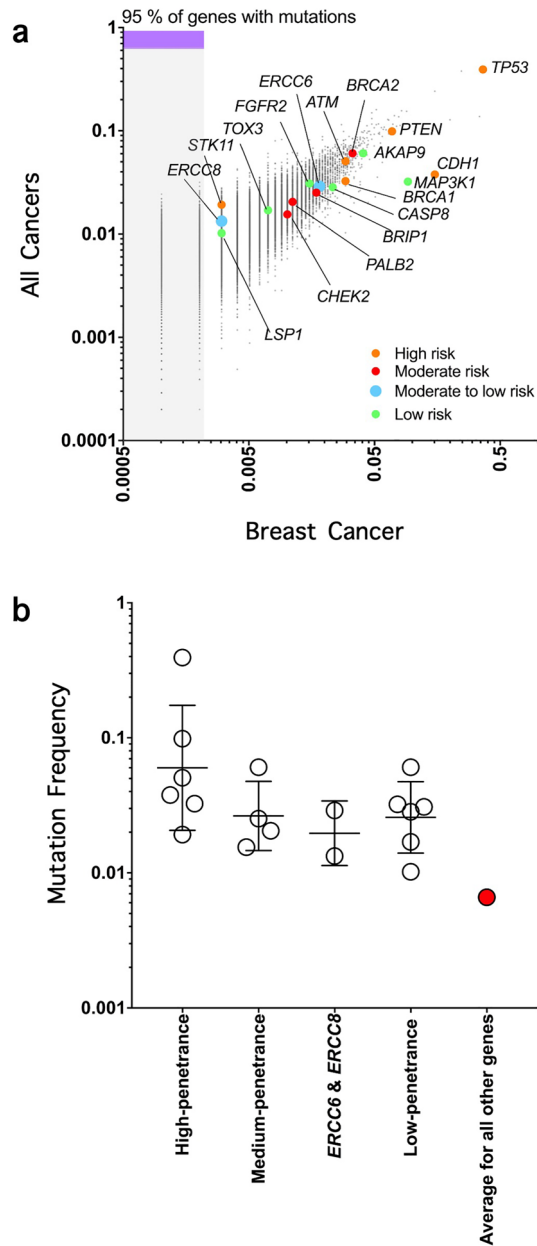 a
95 % of genes with mutations
1
0.1
0.01
0.001
0.0001
All Cancers
TP53
ERCC6
BRCA2
FGFR2
ATM
PTEN
TOX3
STK11
AKAP9
ERCC8
CDH1
MAP3K1
BRCA1
CASP8
BRIP1
PALB2
CHEK2
LSP1
High risk
Moderate risk
Moderate to low risk
Low risk
0.0005
0.005
0.05
0.5
Breast Cancer
b
1
0.1
0.01
0.001
Mutation Frequency
High-penetrance
Medium-penetrance
ERCC6 & ERCC8
Low-penetrance
Average for all other genes